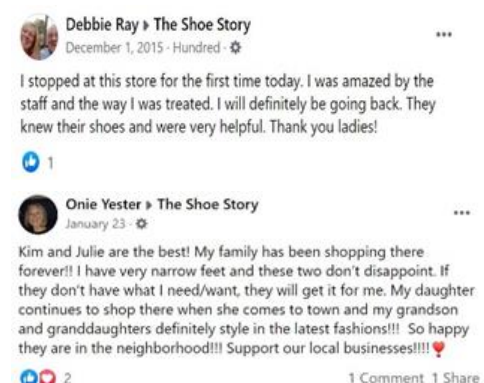 Debbie Ray ▸ The Shoe Story
December 1, 2015 · Hundred ·
I stopped at this store for the first time today. I was amazed by the
staff and the way I was treated. I will definitely be going back. They
knew their shoes and were very helpful. Thank you ladies!
1
Onie Yester ▸ The Shoe Story
January 23 ·
Kim and Julie are the best! My family has been shopping there
forever!! I have very narrow feet and these two don't disappoint. If
they don't have what I need/want, they will get it for me. My daughter
continues to shop there when she comes to town and my grandson
and granddaughters definitely style in the latest fashions!!! So happy
they are in the neighborhood!!! Support our local businesses!!!!
2
1 Comment 1 Share